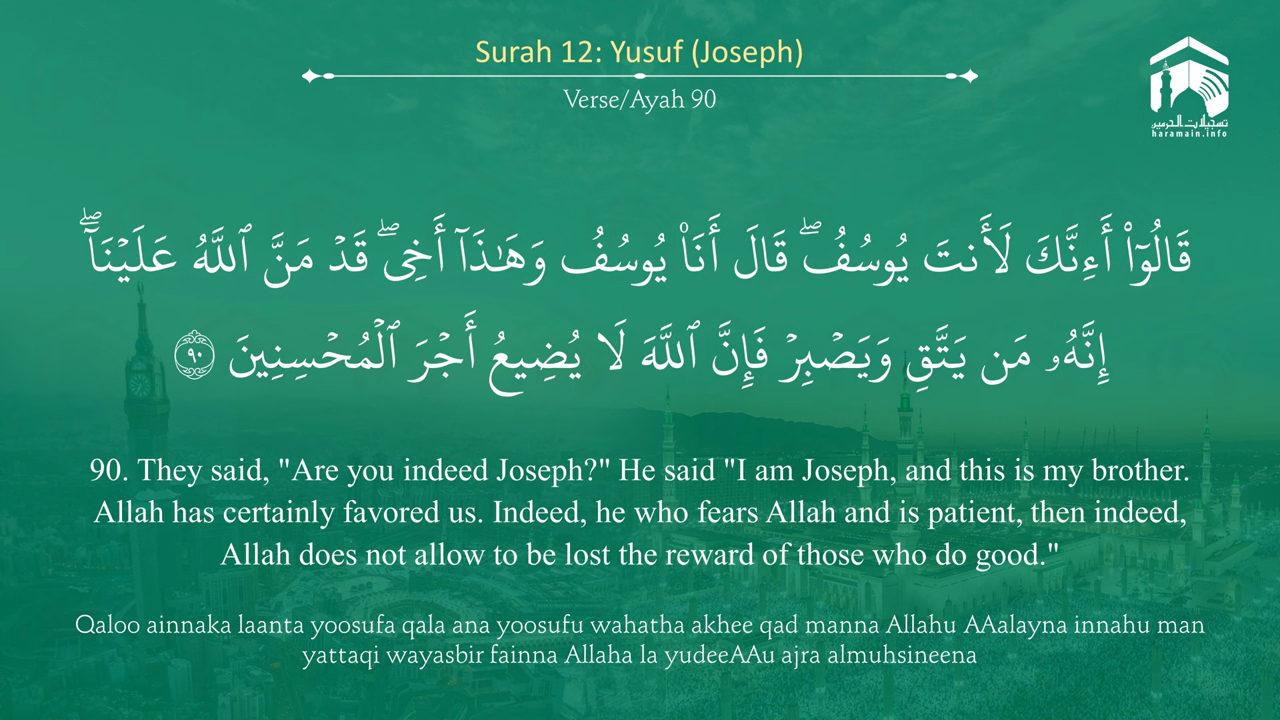 Surah 12: Yusuf (Joseph)
Verse/Ayah 90
تسجيلات الحرمين
haramain.info
قَالُوٓا۟ أَءِنَّكَ لَأَنتَ يُوسُفُ ۖ قَالَ أَنَا۠ يُوسُفُ وَهَـٰذَآ أَخِى ۖ قَدْ مَنَّ ٱللَّهُ عَلَيْنَآ ۖ
إِنَّهُۥ مَن يَتَّقِ وَيَصْبِرْ فَإِنَّ ٱللَّهَ لَا يُضِيعُ أَجْرَ ٱلْمُحْسِنِينَ ٩٠
90. They said, "Are you indeed Joseph?" He said "I am Joseph, and this is my brother.
Allah has certainly favored us. Indeed, he who fears Allah and is patient, then indeed,
Allah does not allow to be lost the reward of those who do good."
Qaloo ainnaka laanta yoosufa qala ana yoosufu wahatha akhee qad manna Allahu AAalayna innahu man
yattaqi wayasbir fainna Allaha la yudeeAAu ajra almuhsineena